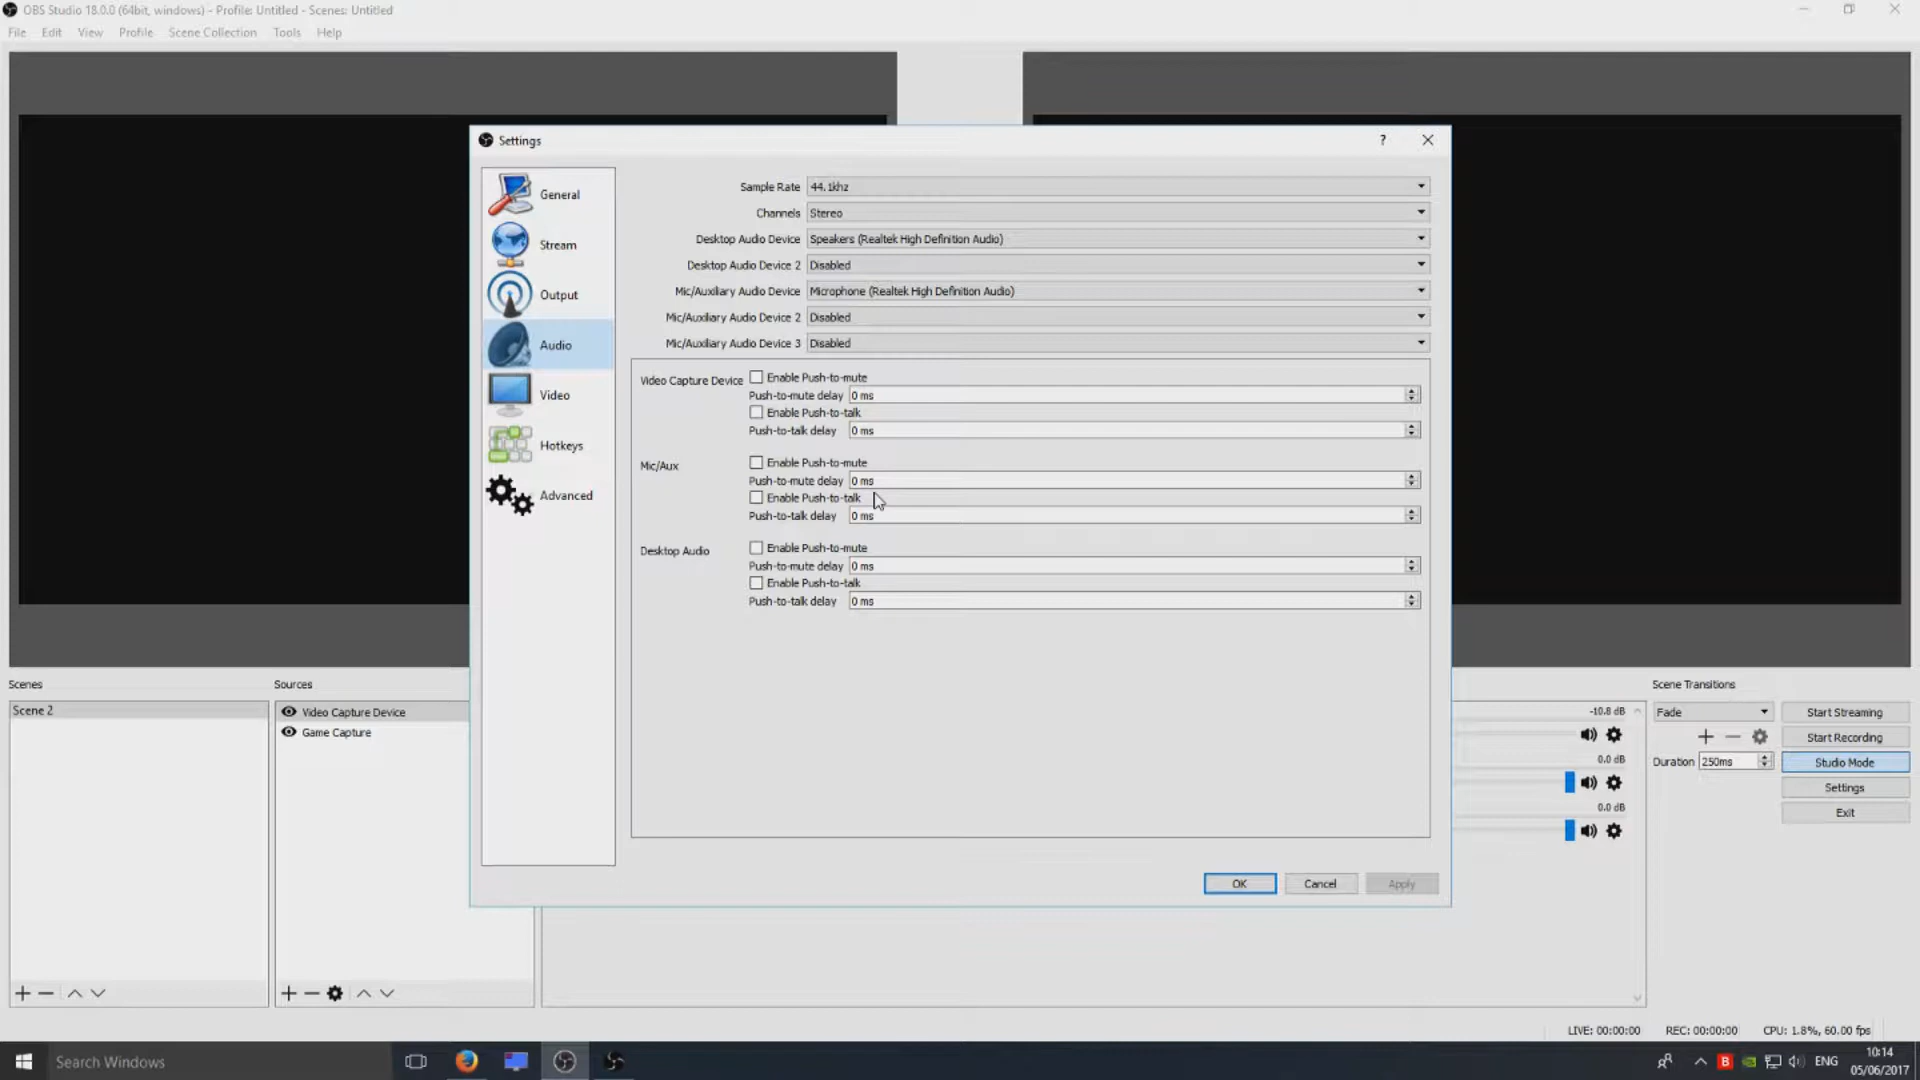 OBS Studio 18.0.0 (64bit, windows) - Profile: Untitled - Scenes: Untitled
File Edit View Profile Scene Collection Tools Help
Settings
?
General
Stream
Output
Audio
Video
Hotkeys
Advanced
Sample Rate 44.1khz
Channels Stereo
Desktop Audio Device Speakers (Realtek High Definition Audio)
Desktop Audio Device 2 Disabled
Mic/Auxiliary Audio Device Microphone (Realtek High Definition Audio)
Mic/Auxiliary Audio Device 2 Disabled
Mic/Auxiliary Audio Device 3 Disabled
Video Capture Device Enable Push-to-mute
Push-to-mute delay 0 ms
Enable Push-to-talk
Push-to-talk delay 0 ms
Mic/Aux Enable Push-to-mute
Push-to-mute delay 0 ms
Enable Push-to-talk
Push-to-talk delay 0 ms
Desktop Audio Enable Push-to-mute
Push-to-mute delay 0 ms
Enable Push-to-talk
Push-to-talk delay 0 ms
OK Cancel Apply
Scenes
Scene 2
Sources
Video Capture Device
Game Capture
-10.8 dB
0.0 dB
0.0 dB
Scene Transitions
Fade
Duration 250ms
Start Streaming
Start Recording
Studio Mode
Settings
Exit
LIVE: 00:00:00 REC: 00:00:00 CPU: 1.8%, 60.00 fps
Search Windows
B
ENG
10:14
05/06/2017